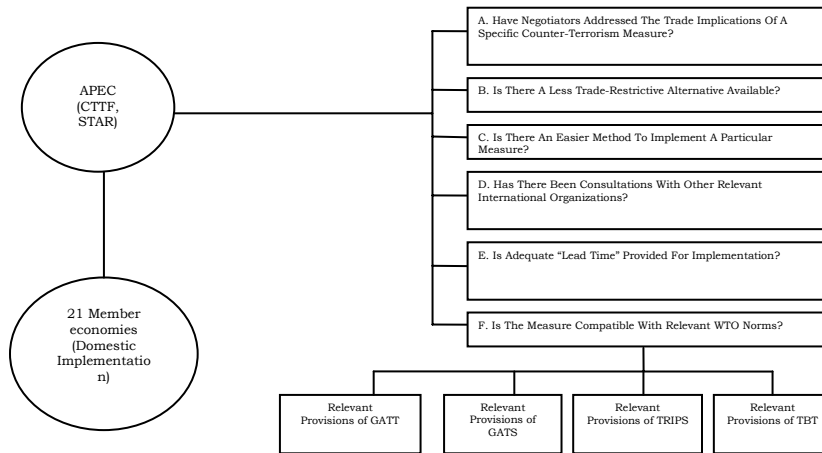 APEC
(CTTF,
STAR)
21 Member
economies
(Domestic
Implementatio
n)
A. Have Negotiators Addressed The Trade Implications Of A
Specific Counter-Terrorism Measure?
B. Is There A Less Trade-Restrictive Alternative Available?
C. Is There An Easier Method To Implement A Particular
Measure?
D. Has There Been Consultations With Other Relevant
International Organizations?
E. Is Adequate “Lead Time” Provided For Implementation?
F. Is The Measure Compatible With Relevant WTO Norms?
Relevant
Provisions of GATT
Relevant
Provisions of
GATS
Relevant
Provisions of TRIPS
Relevant
Provisions of TBT